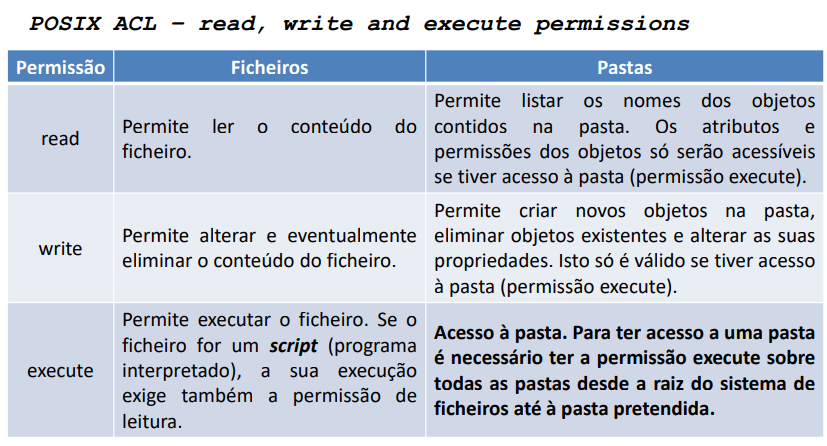 POSIX ACL – read, write and execute permissions
Permissão Ficheiros Pastas
read
Permite ler o conteúdo do
ficheiro.
Permite listar os nomes dos objetos
contidos na pasta. Os atributos e
permissões dos objetos só serão acessíveis
se tiver acesso à pasta (permissão execute).
write
Permite alterar e eventualmente
eliminar o conteúdo do ficheiro.
Permite criar novos objetos na pasta,
eliminar objetos existentes e alterar as suas
propriedades. Isto só é válido se tiver acesso
à pasta (permissão execute).
execute
Permite executar o ficheiro. Se o
ficheiro for um script (programa
interpretado), a sua execução
exige também a permissão de
leitura.
Acesso à pasta. Para ter acesso a uma pasta
é necessário ter a permissão execute sobre
todas as pastas desde a raiz do sistema de
ficheiros até à pasta pretendida.